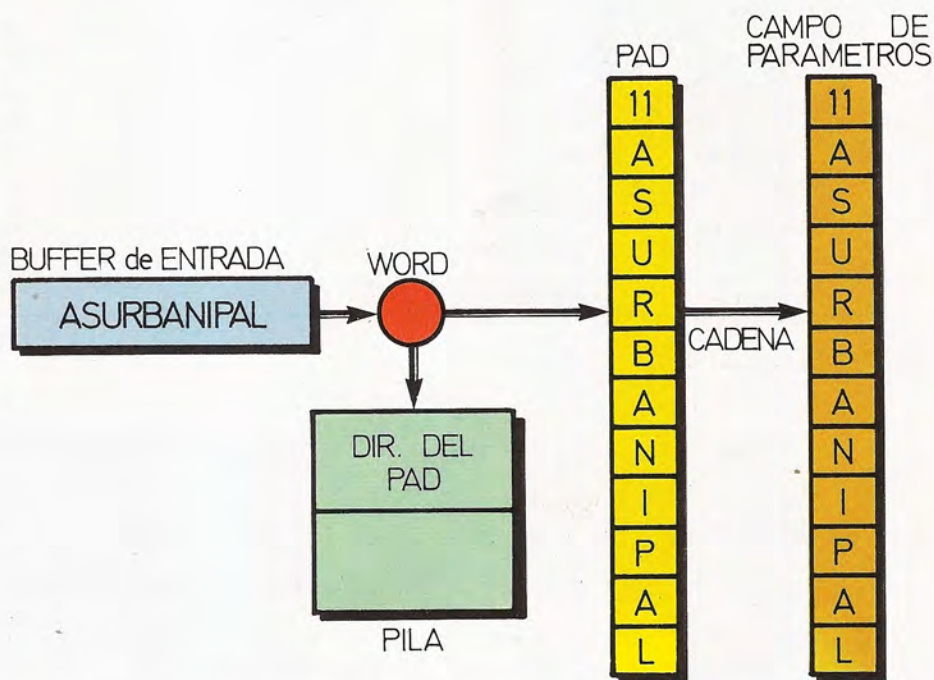 CAMPO DE
PARAMETROS
PAD
11
A
S
U
R
B
A
N
I
P
A
L
11
A
S
U
R
B
A
N
I
P
A
L
BUFFER de ENTRADA
ASURBANIPAL
WORD
CADENA
DIR. DEL
PAD
PILA